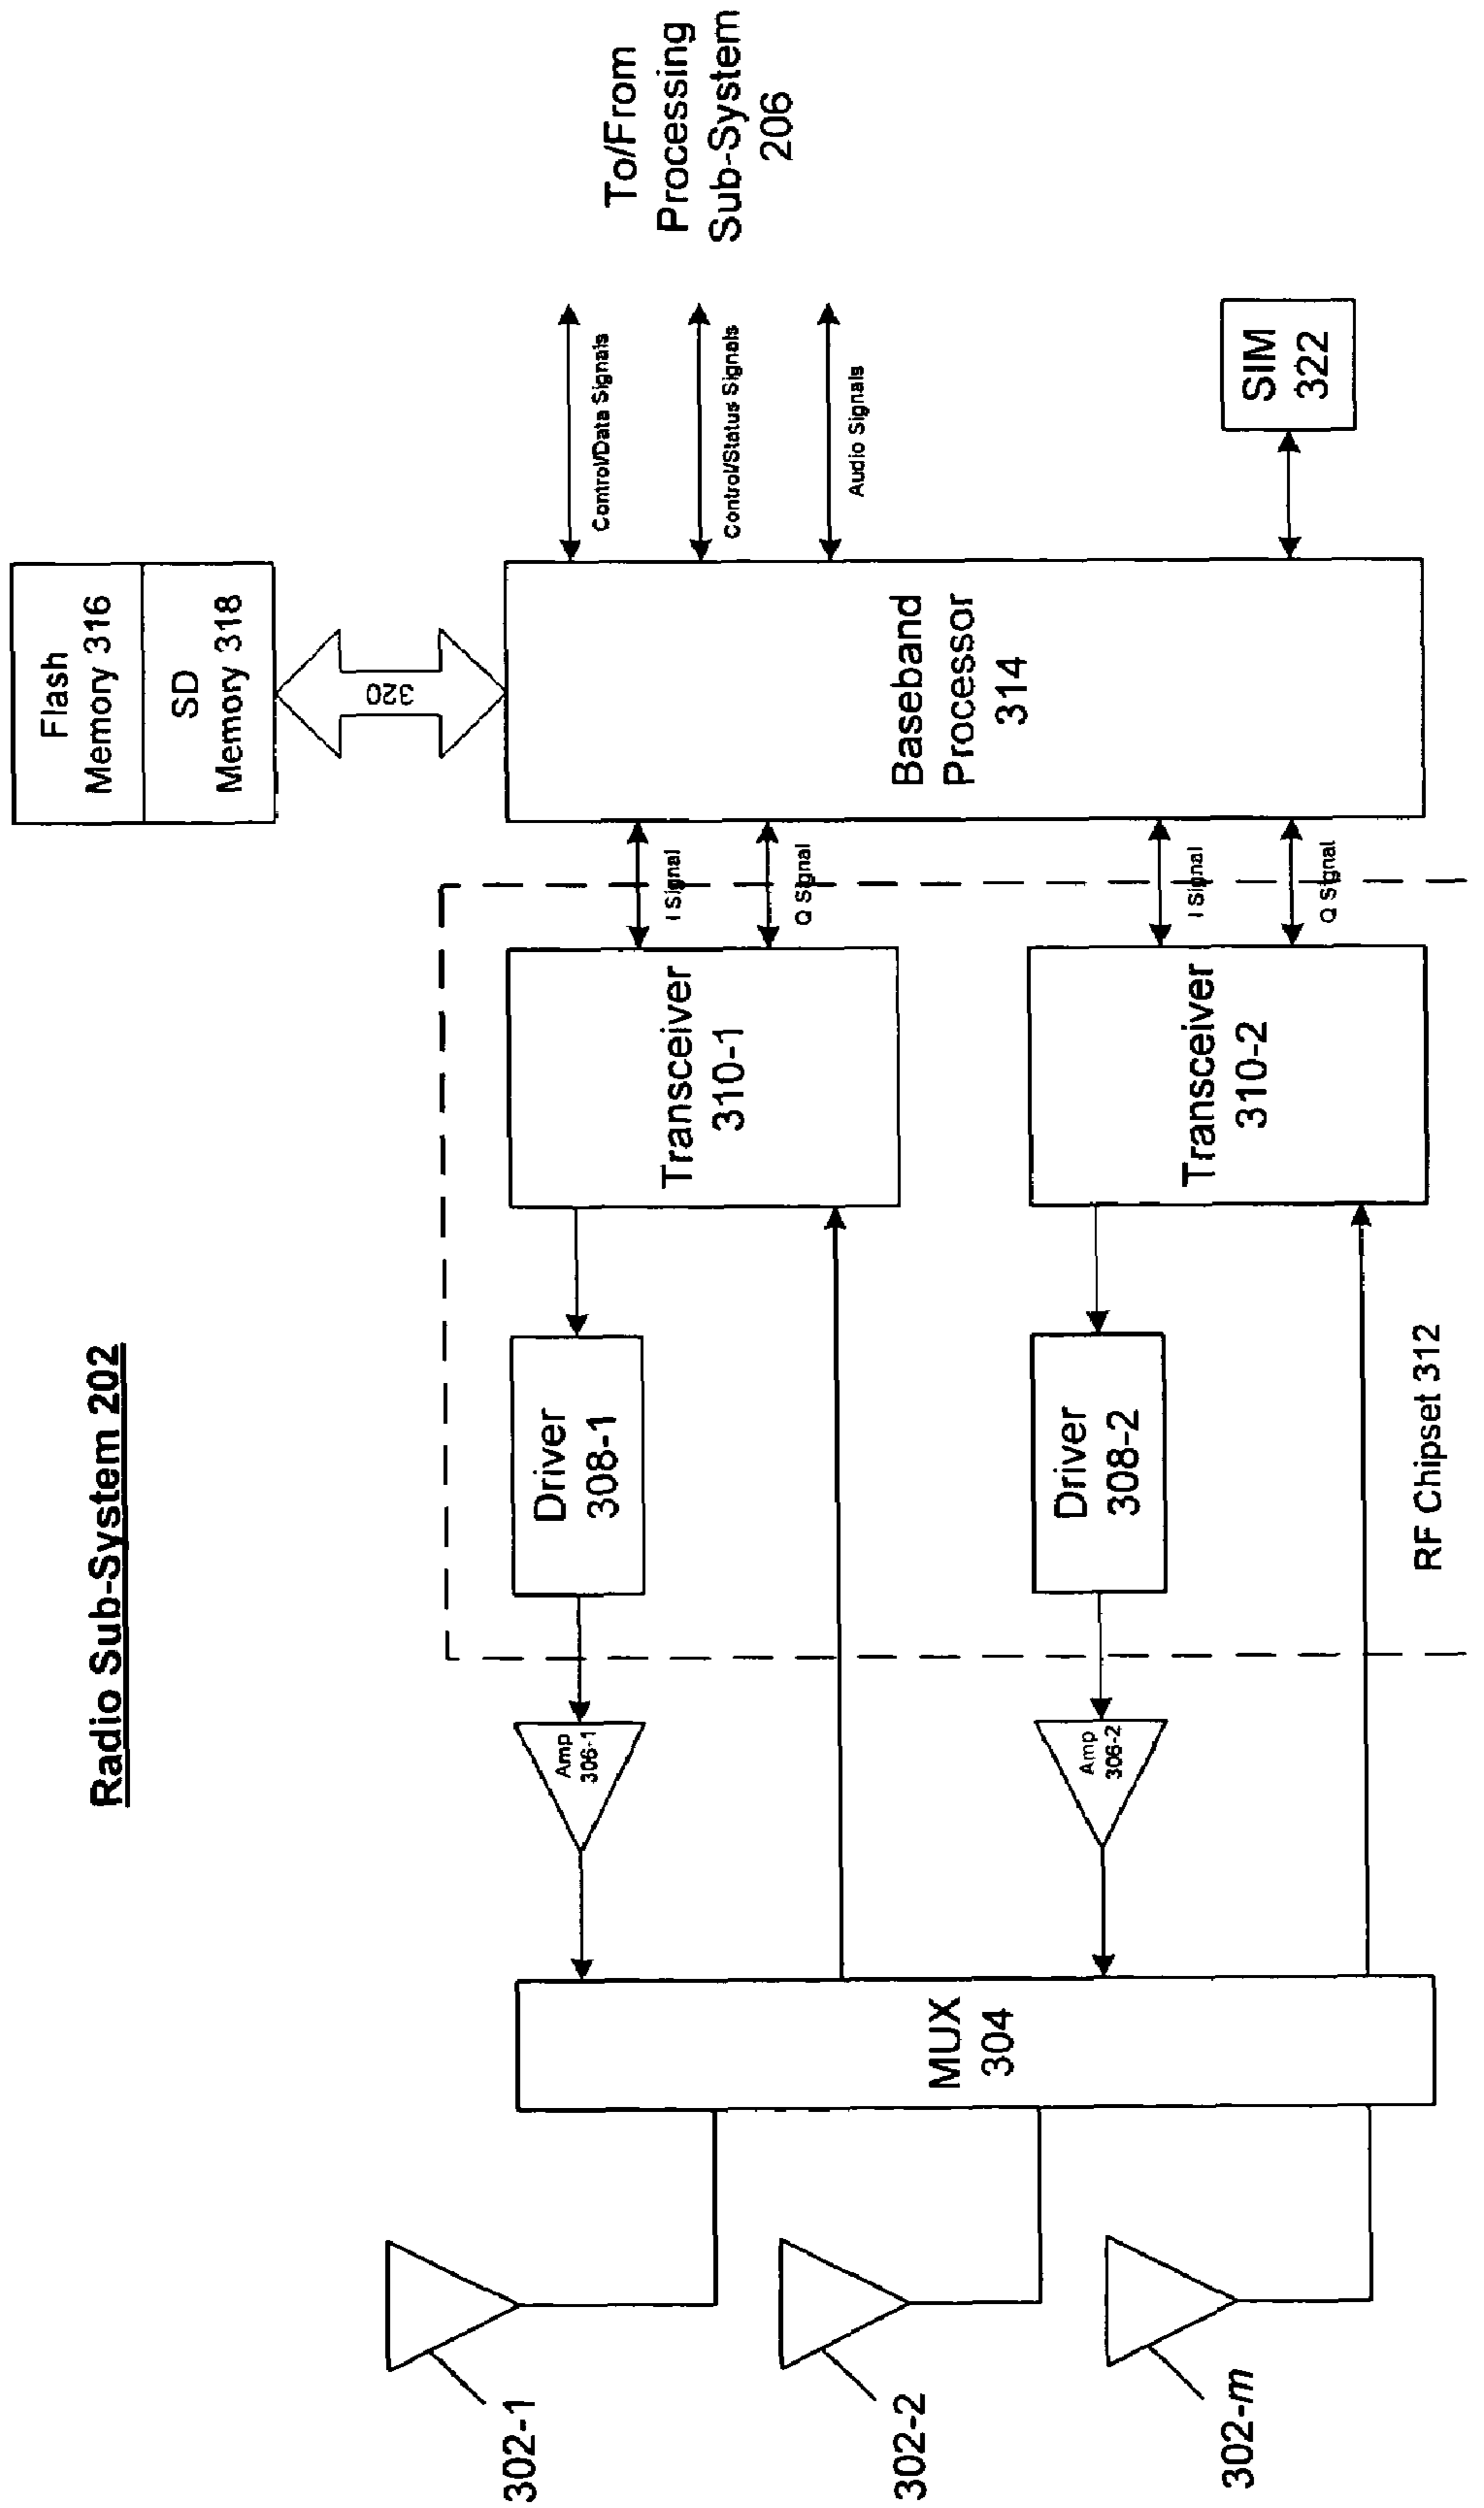 Radio Sub-System 202
Flash
Memory 316
SD
Memory 318
320
To/From
Processing
Sub-System
206
Control/Data Signals
Control/Status Signals
Audio Signals
SIM
322
Baseband
Processor
314
I Signal
Q Signal
I Signal
Q Signal
Transceiver
310-1
Transceiver
310-2
Driver
308-1
Driver
308-2
RF Chipset 312
Amp
306-1
Amp
306-2
MUX
304
302-1
302-2
302-m